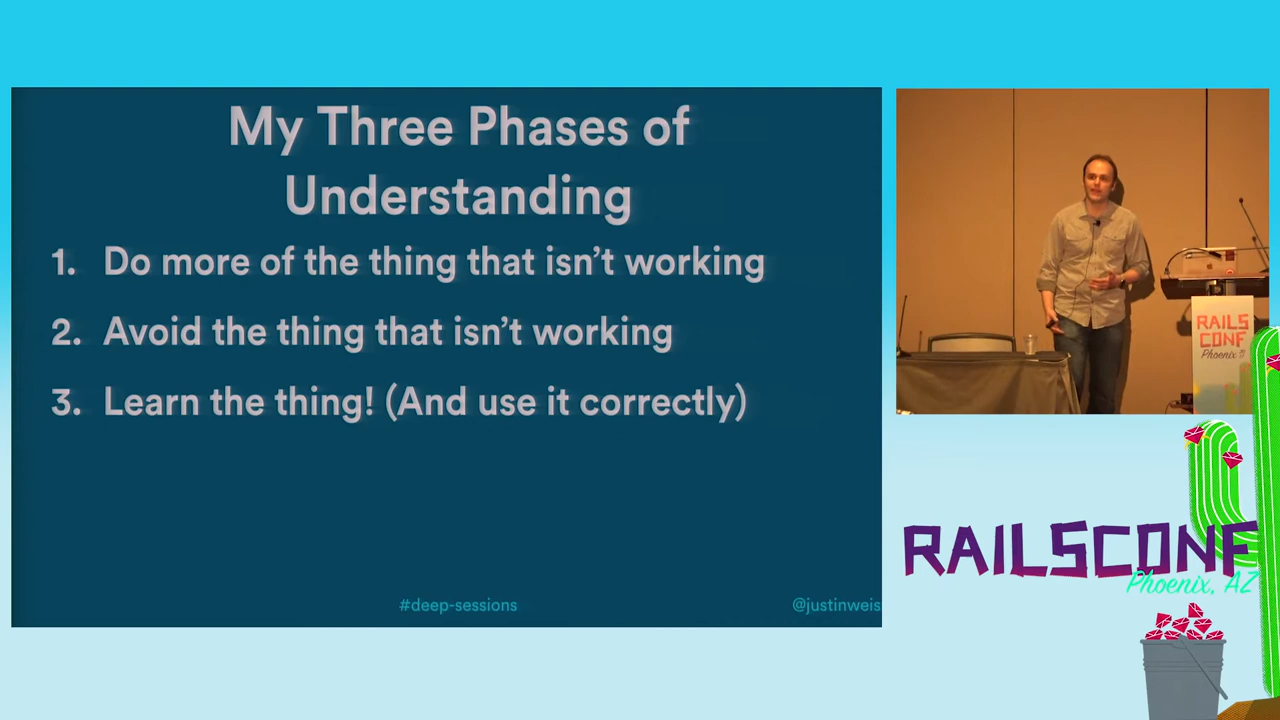 My Three Phases of
Understanding
1. Do more of the thing that isn’t working
2. Avoid the thing that isn’t working
3. Learn the thing! (And use it correctly)
#deep-sessions
@justinweis
RAILS
CONF
Phoenix
RAILSCONF
Phoenix, AZ